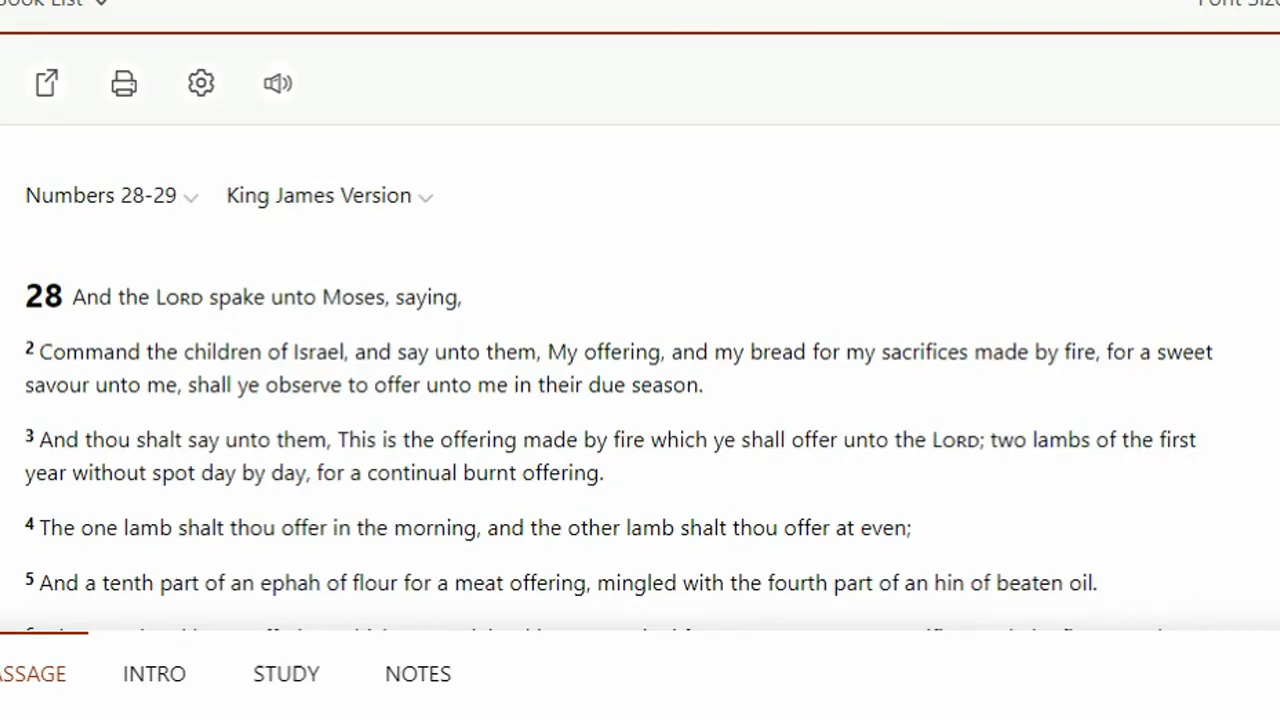 Book List
Font Size
Numbers 28-29 King James Version
28 And the LORD spake unto Moses, saying,
2 Command the children of Israel, and say unto them, My offering, and my bread for my sacrifices made by fire, for a sweet
savour unto me, shall ye observe to offer unto me in their due season.
3 And thou shalt say unto them, This is the offering made by fire which ye shall offer unto the LORD; two lambs of the first
year without spot day by day, for a continual burnt offering.
4 The one lamb shalt thou offer in the morning, and the other lamb shalt thou offer at even;
5 And a tenth part of an ephah of flour for a meat offering, mingled with the fourth part of an hin of beaten oil.
ASSAGE INTRO STUDY NOTES